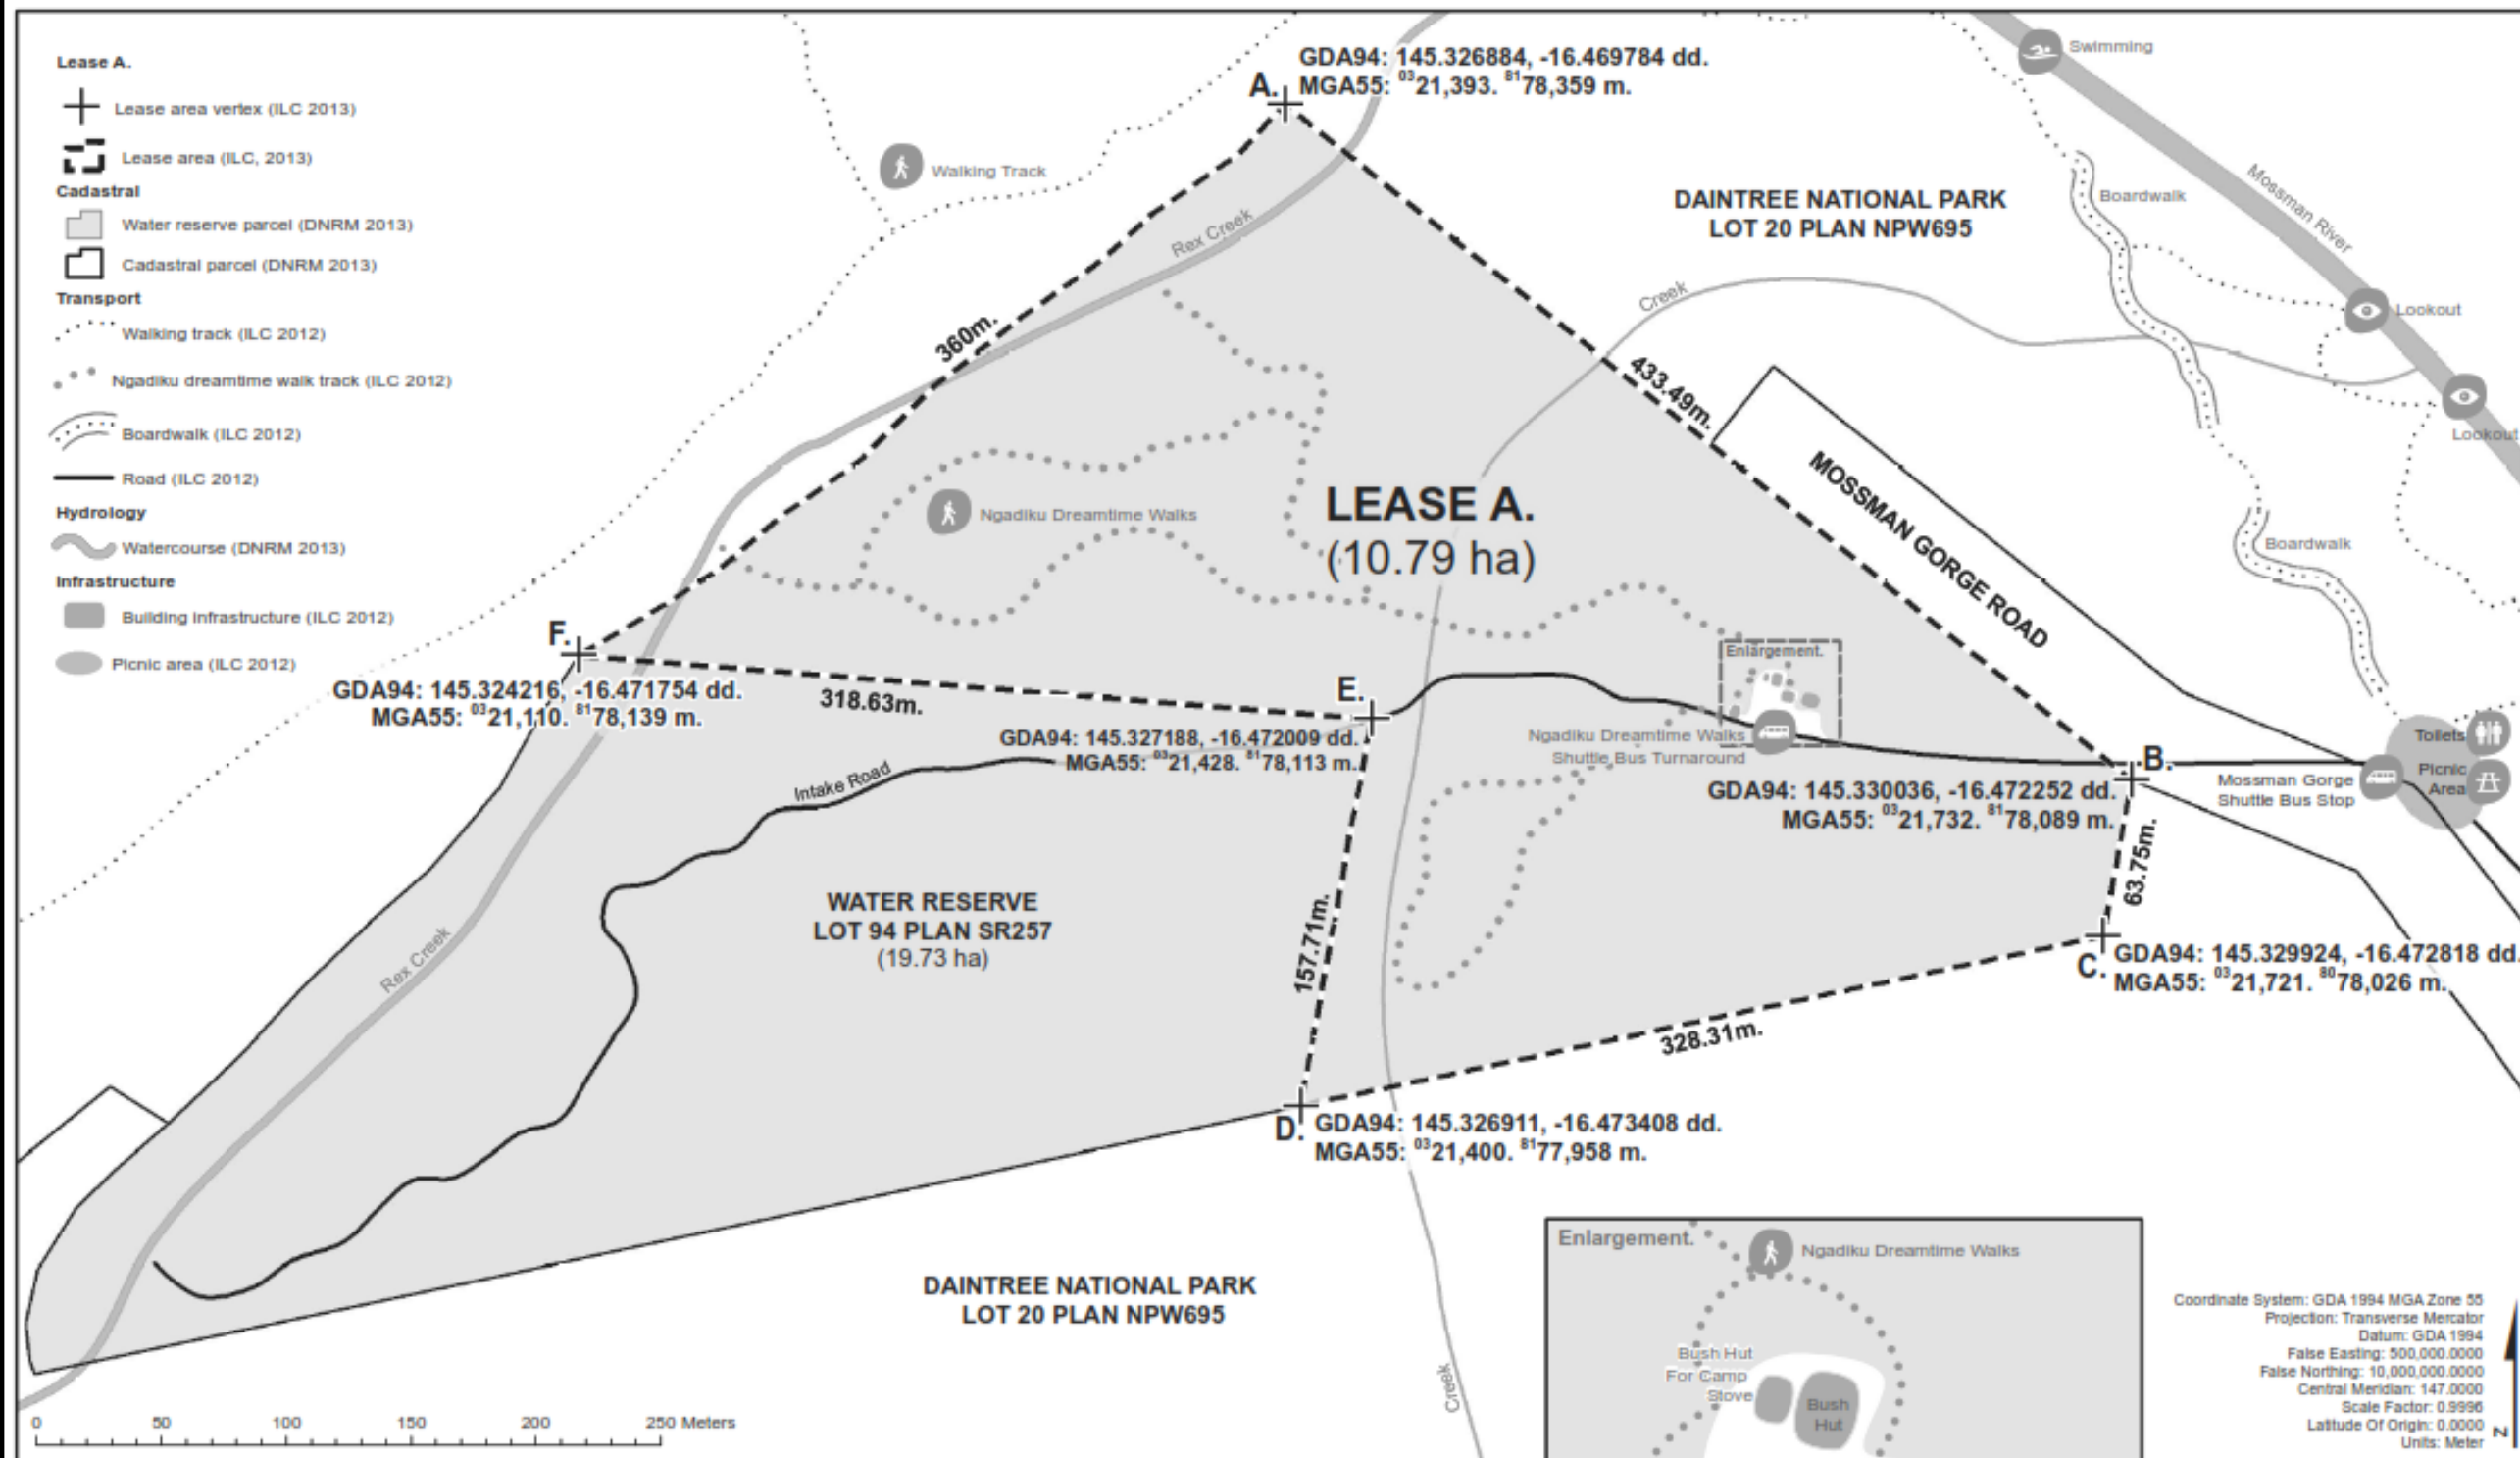 Lease A.
Lease area vertex (ILC 2013)
Lease area (ILC, 2013)
Cadastral
Water reserve parcel (DNRM 2013)
Cadastral parcel (DNRM 2013)
Transport
Walking track (ILC 2012)
Ngadiku dreamtime walk track (ILC 2012)
Boardwalk (ILC 2012)
Road (ILC 2012)
Hydrology
Watercourse (DNRM 2013)
Infrastructure
Building infrastructure (ILC 2012)
Picnic area (ILC 2012)
GDA94: 145.326884, -16.469784 dd.
A. MGA55: ⁰³21,393. ⁸¹78,359 m.
Swimming
Walking Track
Rex Creek
DAINTREE NATIONAL PARK
LOT 20 PLAN NPW695
Boardwalk
Mossman River
Creek
Lookout
Lookout
360m.
433.49m.
MOSSMAN GORGE ROAD
LEASE A.
(10.79 ha)
Ngadiku Dreamtime Walks
Boardwalk
F.
GDA94: 145.324216, -16.471754 dd.
MGA55: ⁰³21,110. ⁸¹78,139 m.
318.63m.
E.
GDA94: 145.327188, -16.472009 dd.
MGA55: ⁰³21,428. ⁸¹78,113 m.
Enlargement.
Ngadiku Dreamtime Walks
Shuttle Bus Turnaround
B.
GDA94: 145.330036, -16.472252 dd.
MGA55: ⁰³21,732. ⁸¹78,089 m.
Toilets
Picnic
Area
Mossman Gorge
Shuttle Bus Stop
Intake Road
63.75m.
WATER RESERVE
LOT 94 PLAN SR257
(19.73 ha)
Rex Creek
157.71m.
C. GDA94: 145.329924, -16.472818 dd.
MGA55: ⁰³21,721. ⁸⁰78,026 m.
328.31m.
D. GDA94: 145.326911, -16.473408 dd.
MGA55: ⁰³21,400. ⁸¹77,958 m.
DAINTREE NATIONAL PARK
LOT 20 PLAN NPW695
Creek
Enlargement.
Ngadiku Dreamtime Walks
Bush Hut
For Camp
Stove
Bush
Hut
Coordinate System: GDA 1994 MGA Zone 55
Projection: Transverse Mercator
Datum: GDA 1994
False Easting: 500,000.0000
False Northing: 10,000,000.0000
Central Meridian: 147.0000
Scale Factor: 0.9996
Latitude Of Origin: 0.0000
Units: Meter
N
0 50 100 150 200 250 Meters